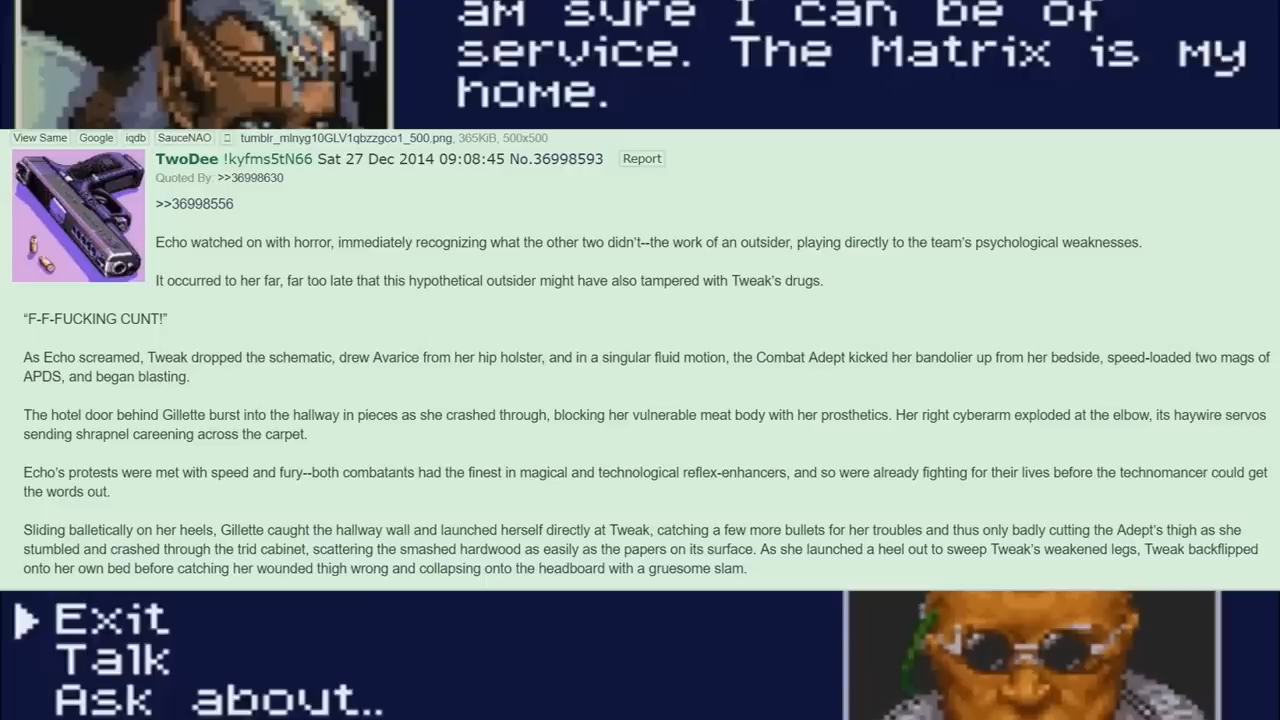 am sure I can be of
service. The Matrix is my
home.
View Same Google iqdb SauceNAO tumblr_mlnyg10GLV1qbzzgco1_500.png, 365KiB, 500x500
TwoDee !kyfms5tN66 Sat 27 Dec 2014 09:08:45 No.36998593 Report
Quoted By: >>36998630
>>36998556
Echo watched on with horror, immediately recognizing what the other two didn't--the work of an outsider, playing directly to the team's psychological weaknesses.
It occurred to her far, far too late that this hypothetical outsider might have also tampered with Tweak's drugs.
“F-F-FUCKING CUNT!”
As Echo screamed, Tweak dropped the schematic, drew Avarice from her hip holster, and in a singular fluid motion, the Combat Adept kicked her bandolier up from her bedside, speed-loaded two mags of
APDS, and began blasting.
The hotel door behind Gillette burst into the hallway in pieces as she crashed through, blocking her vulnerable meat body with her prosthetics. Her right cyberarm exploded at the elbow, its haywire servos
sending shrapnel careening across the carpet.
Echo's protests were met with speed and fury--both combatants had the finest in magical and technological reflex-enhancers, and so were already fighting for their lives before the technomancer could get
the words out.
Sliding balletically on her heels, Gillette caught the hallway wall and launched herself directly at Tweak, catching a few more bullets for her troubles and thus only badly cutting the Adept's thigh as she
stumbled and crashed through the trid cabinet, scattering the smashed hardwood as easily as the papers on its surface. As she launched a heel out to sweep Tweak's weakened legs, Tweak backflipped
onto her own bed before catching her wounded thigh wrong and collapsing onto the headboard with a gruesome slam.
Exit
Talk
Ask about..